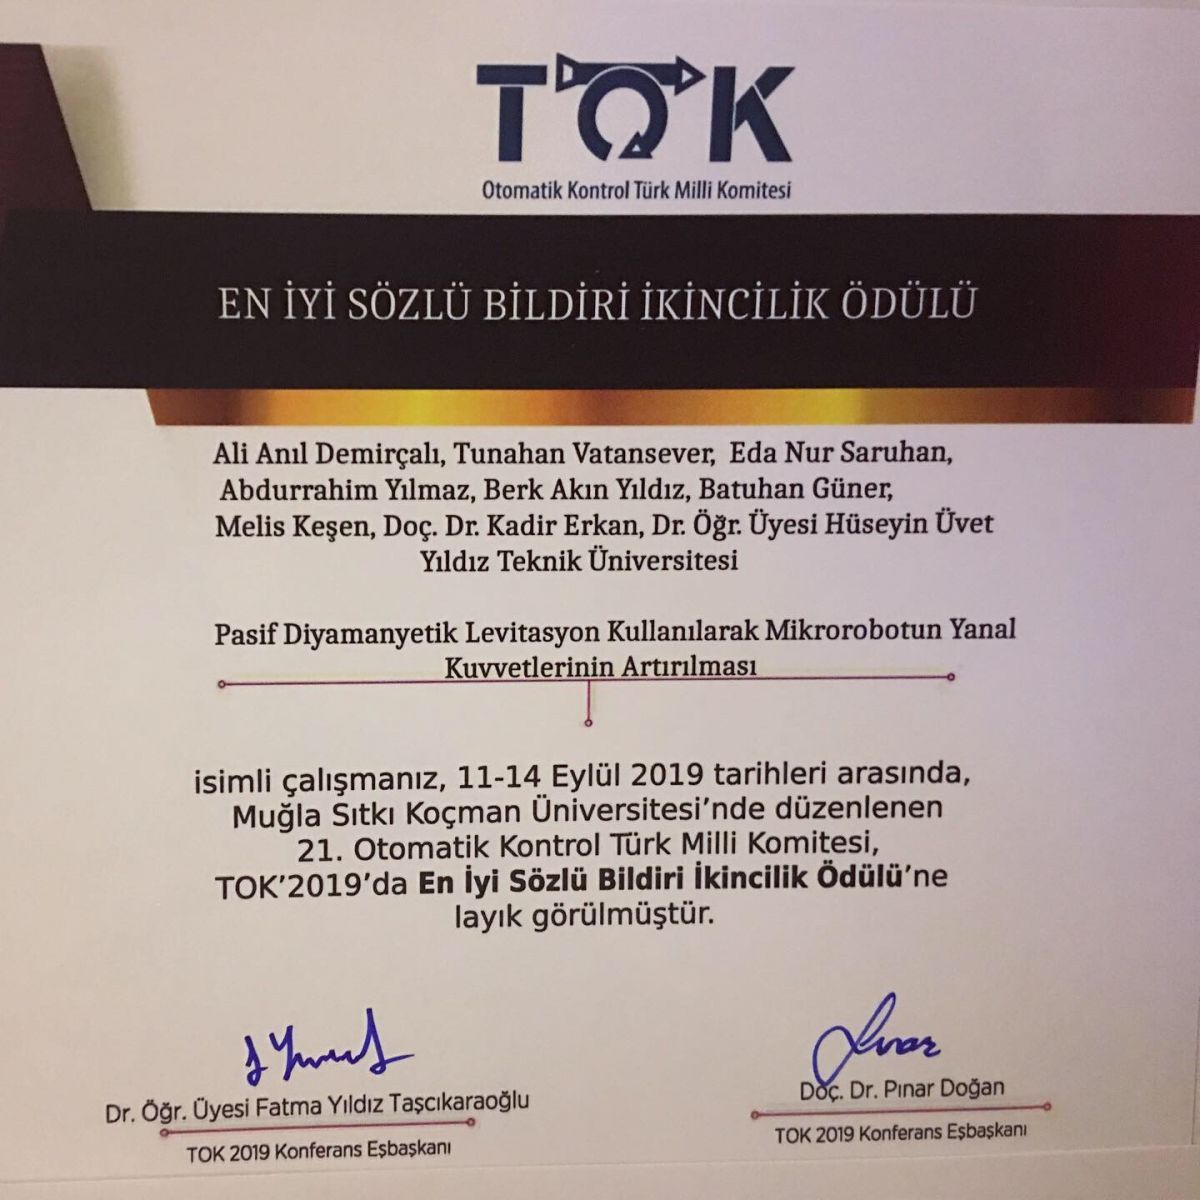 TOK
Otomatik Kontrol Türk Milli Komitesi
EN İYİ SÖZLÜ BİLDİRİ İKİNCİLİK ÖDÜLÜ
Ali Anıl Demirçalı, Tunahan Vatansever, Eda Nur Saruhan,
Abdurrahim Yılmaz, Berk Akın Yıldız, Batuhan Güner,
Melis Keşen, Doç. Dr. Kadir Erkan, Dr. Öğr. Üyesi Hüseyin Üvet
Yıldız Teknik Üniversitesi
Pasif Diyamanyetik Levitasyon Kullanılarak Mikrorobotun Yanal
Kuvvetlerinin Artırılması
isimli çalışmanız, 11-14 Eylül 2019 tarihleri arasında,
Muğla Sıtkı Koçman Üniversitesi’nde düzenlenen
21. Otomatik Kontrol Türk Milli Komitesi,
TOK’2019’da En İyi Sözlü Bildiri İkincilik Ödülü’ne
layık görülmüştür.
Dr. Öğr. Üyesi Fatma Yıldız Taşcıkaraoğlu
TOK 2019 Konferans Eşbaşkanı
Doç. Dr. Pınar Doğan
TOK 2019 Konferans Eşbaşkanı